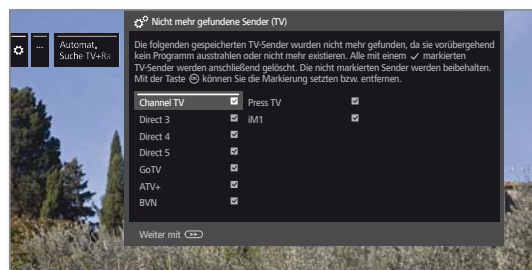 Nicht mehr gefundene Sender (TV)
...
Automat,
Suche TV+Ra
Die folgenden gespeicherten TV-Sender wurden nicht mehr gefunden, da sie vorübergehend
kein Programm ausstrahlen oder nicht mehr existieren. Alle mit einem ✓ markierten
TV-Sender werden anschließend gelöscht. Die nicht markierten Sender werden beibehalten.
Mit der Taste OK können Sie die Markierung setzten bzw. entfernen.
Channel TV
Press TV
Direct 3
iM1
Direct 4
Direct 5
GoTV
ATV+
BVN
Weiter mit